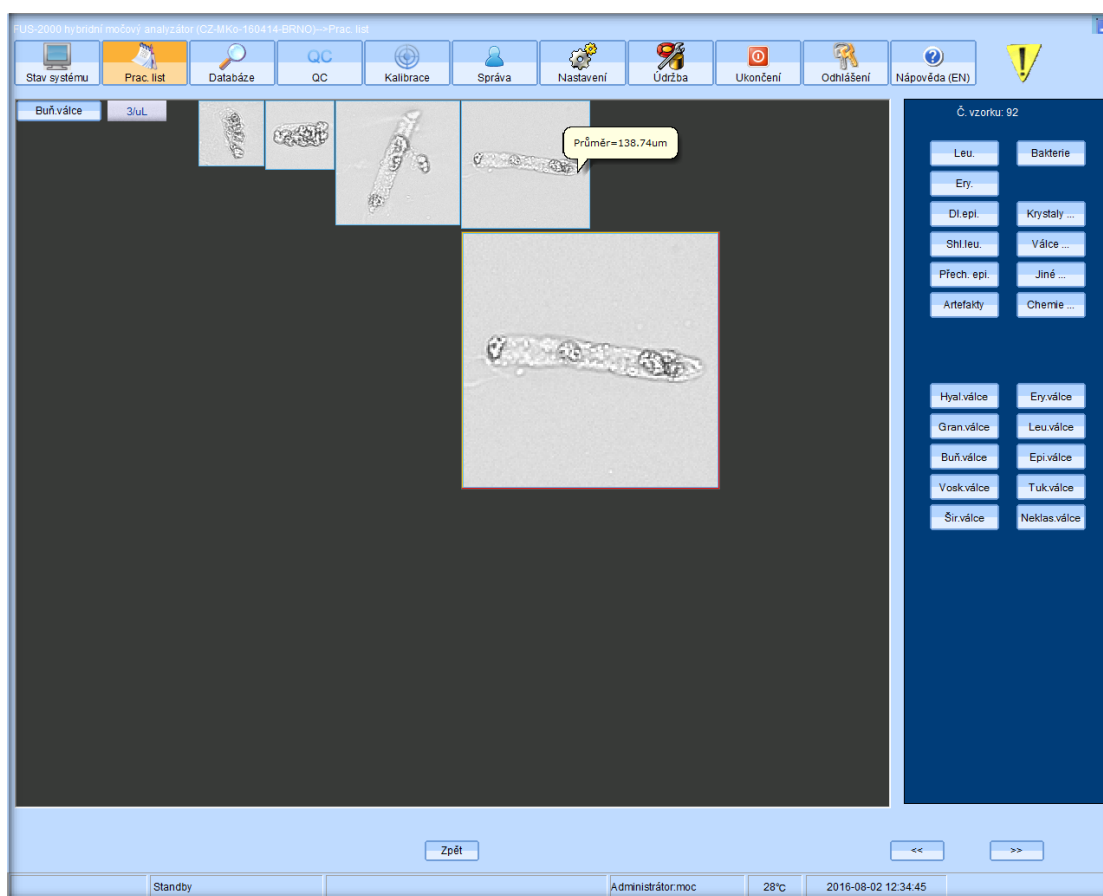 FUS-2000 hybridní močový analyzátor (CZ-MKo-160414-BRNO)-->Prac. list
Stav systému Prac. list Databáze QC QC Kalibrace Správa Nastavení Údržba Ukončení Odhlášení Nápověda (EN)
Buň.válce 3/uL
Průměr=138.74um
Č. vzorku: 92
Leu. Bakterie
Ery.
Dl.epi. Krystaly ...
Shl.leu. Válce ...
Přech. epi. Jiné ...
Artefakty Chemie ...
Hyal.válce Ery.válce
Gran.válce Leu.válce
Buň.válce Epi.válce
Vosk.válce Tuk.válce
Šir.válce Neklas.válce
Zpět << >>
Standby Administrátor:moc 28°C 2016-08-02 12:34:45